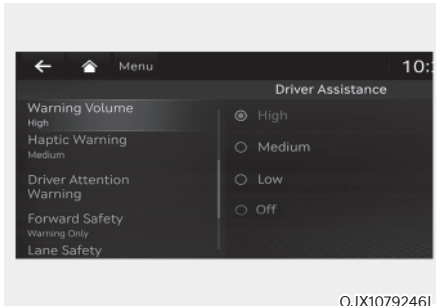 Menu
10:
Driver Assistance
Warning Volume
High
Haptic Warning
Medium
Driver Attention
Warning
Forward Safety
Warning Only
Lane Safety
High
Medium
Low
Off
OJX1079246L